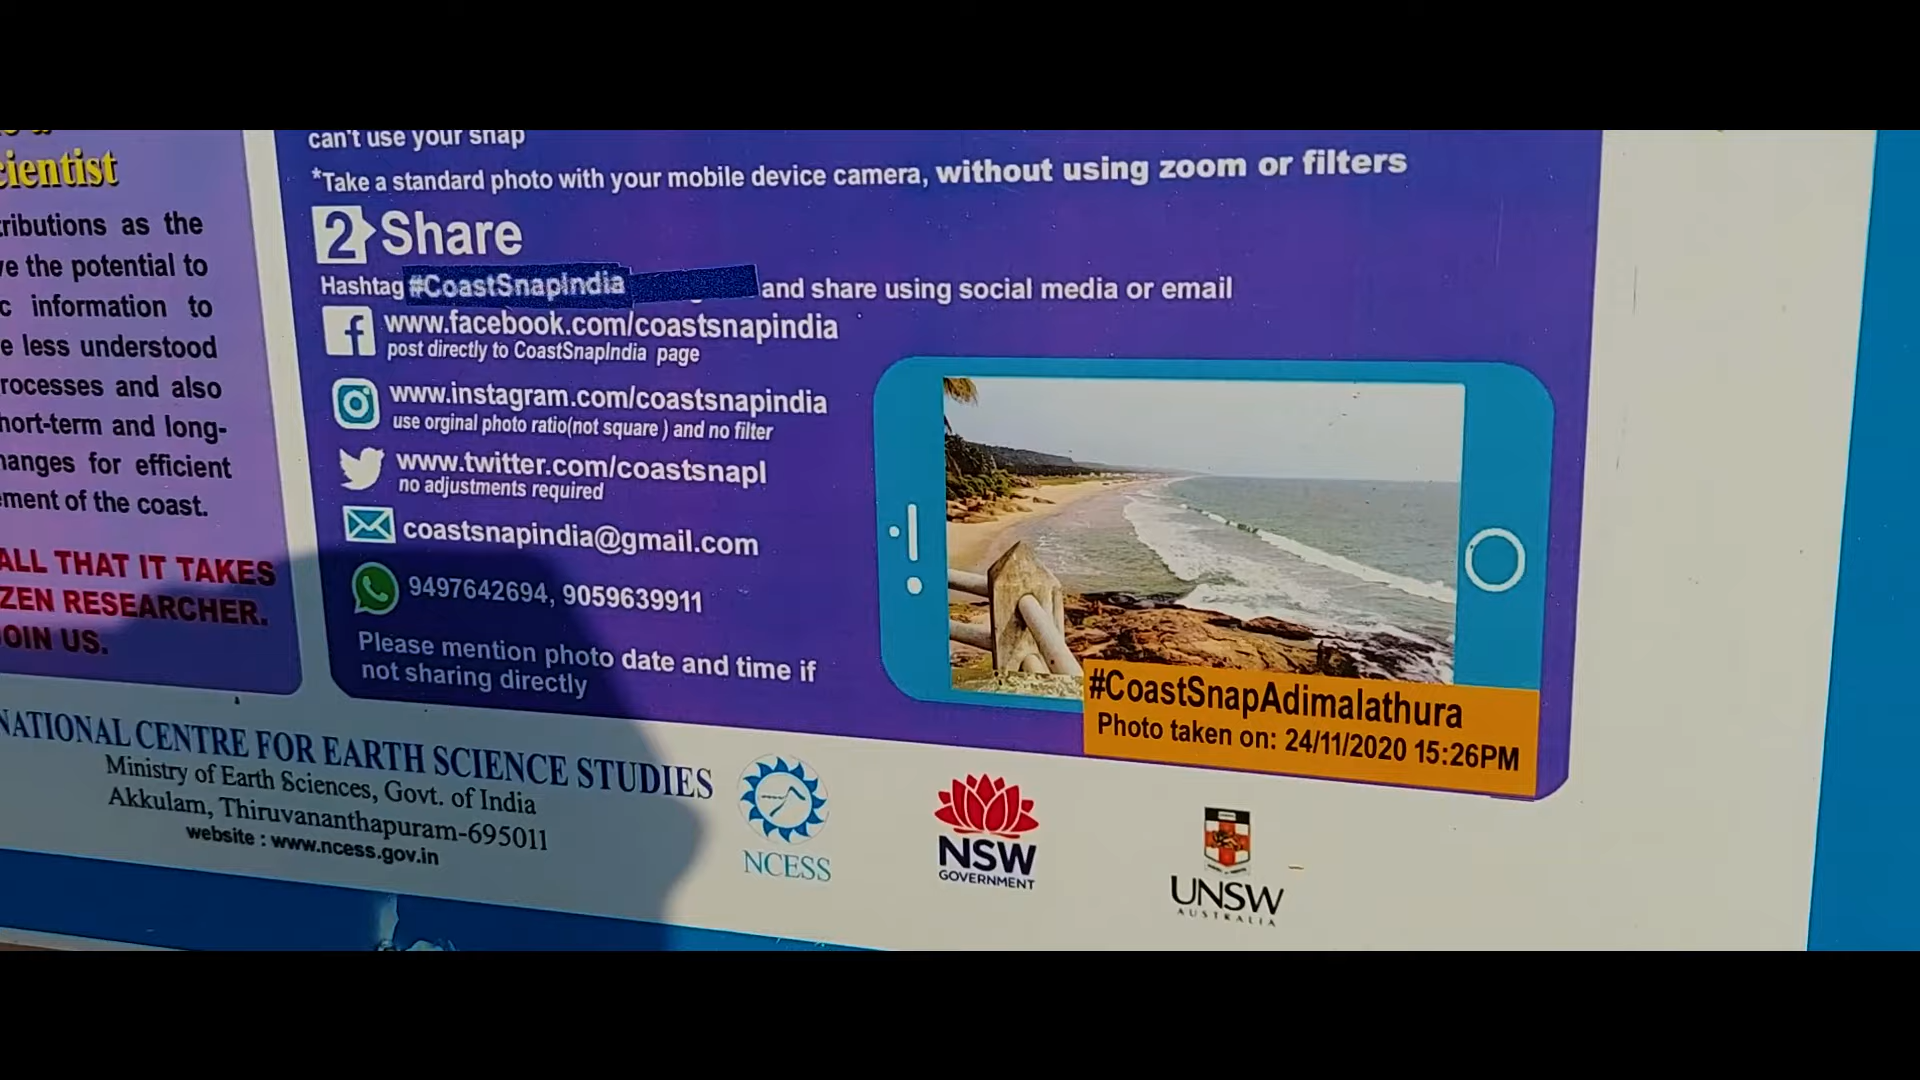 cientist
tributions as the
ve the potential to
c information to
e less understood
rocesses and also
hort-term and long-
hanges for efficient
ement of the coast.
ALL THAT IT TAKES
ZEN RESEARCHER.
OIN US.
can't use your snap
*Take a standard photo with your mobile device camera, without using zoom or filters
2 Share
Hashtag #CoastSnapIndia and share using social media or email
www.facebook.com/coastsnapindia
post directly to CoastSnapIndia page
www.instagram.com/coastsnapindia
use orginal photo ratio(not square ) and no filter
www.twitter.com/coastsnapI
no adjustments required
coastsnapindia@gmail.com
9497642694, 9059639911
Please mention photo date and time if
not sharing directly
#CoastSnapAdimalathura
Photo taken on: 24/11/2020 15:26PM
NATIONAL CENTRE FOR EARTH SCIENCE STUDIES
Ministry of Earth Sciences, Govt. of India
Akkulam, Thiruvananthapuram-695011
website : www.ncess.gov.in
NCESS
NSW
GOVERNMENT
UNSW
AUSTRALIA